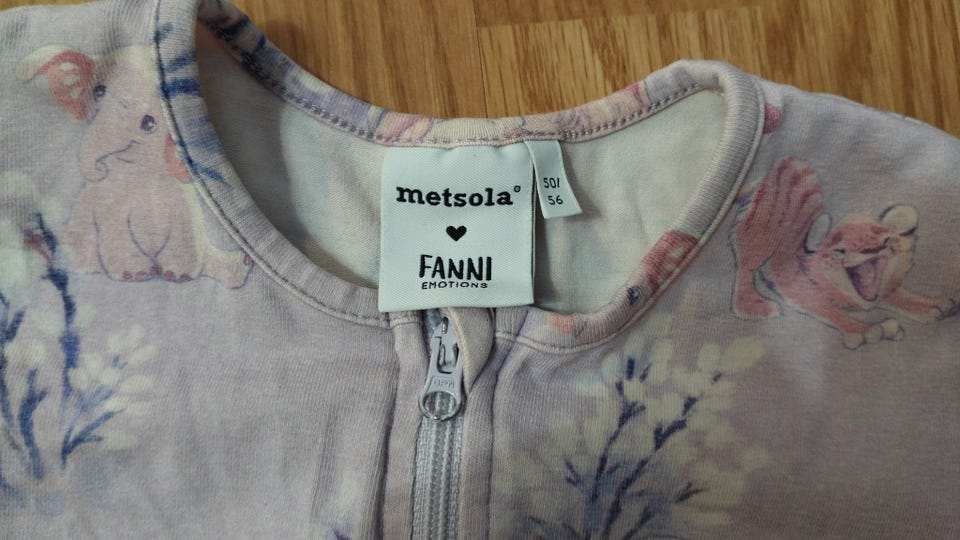 metsola®
♥
FANNI
EMOTIONS
50/
56